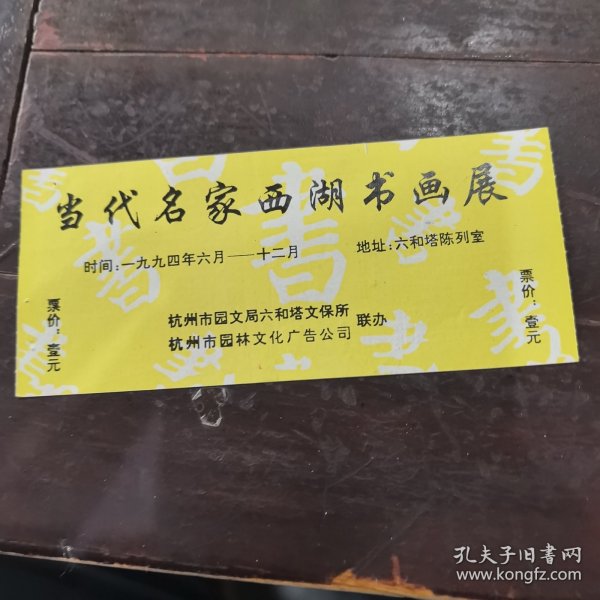 当代名家西湖书画展
时间：一九九四年六月——十二月
地址：六和塔陈列室
杭州市园文局六和塔文保所
杭州市园林文化广告公司
联办
票价：壹元
票价：壹元
孔夫子旧書网
www.kongfz.com